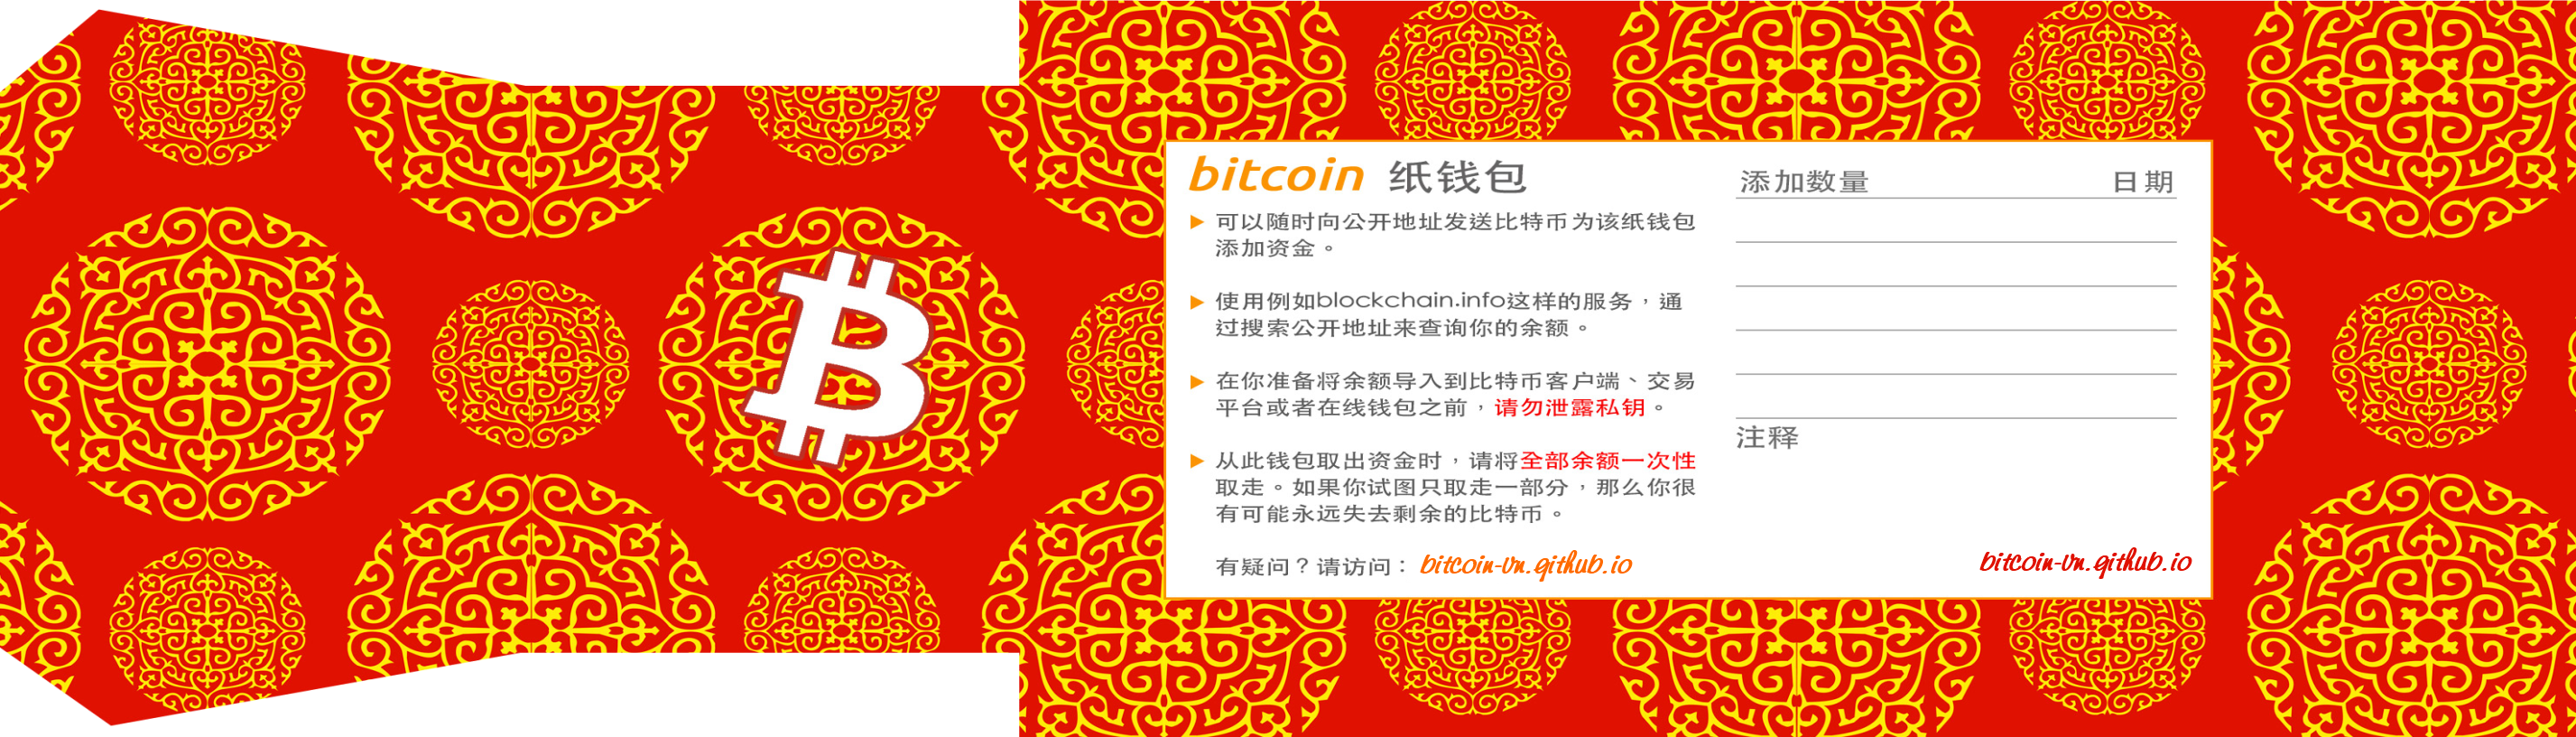 bitcoin 纸钱包
可以随时向公开地址发送比特币为该纸钱包
添加资金。
使用例如blockchain.info这样的服务，通
过搜索公开地址来查询你的余额。
在你准备将余额导入到比特币客户端、交易
平台或者在线钱包之前，请勿泄露私钥。
从此钱包取出资金时，请将全部余额一次性
取走。如果你试图只取走一部分，那么你很
有可能永远失去剩余的比特币。
有疑问？请访问： bitcoin-vn.github.io
添加数量 日期
注释
bitcoin-vn.github.io